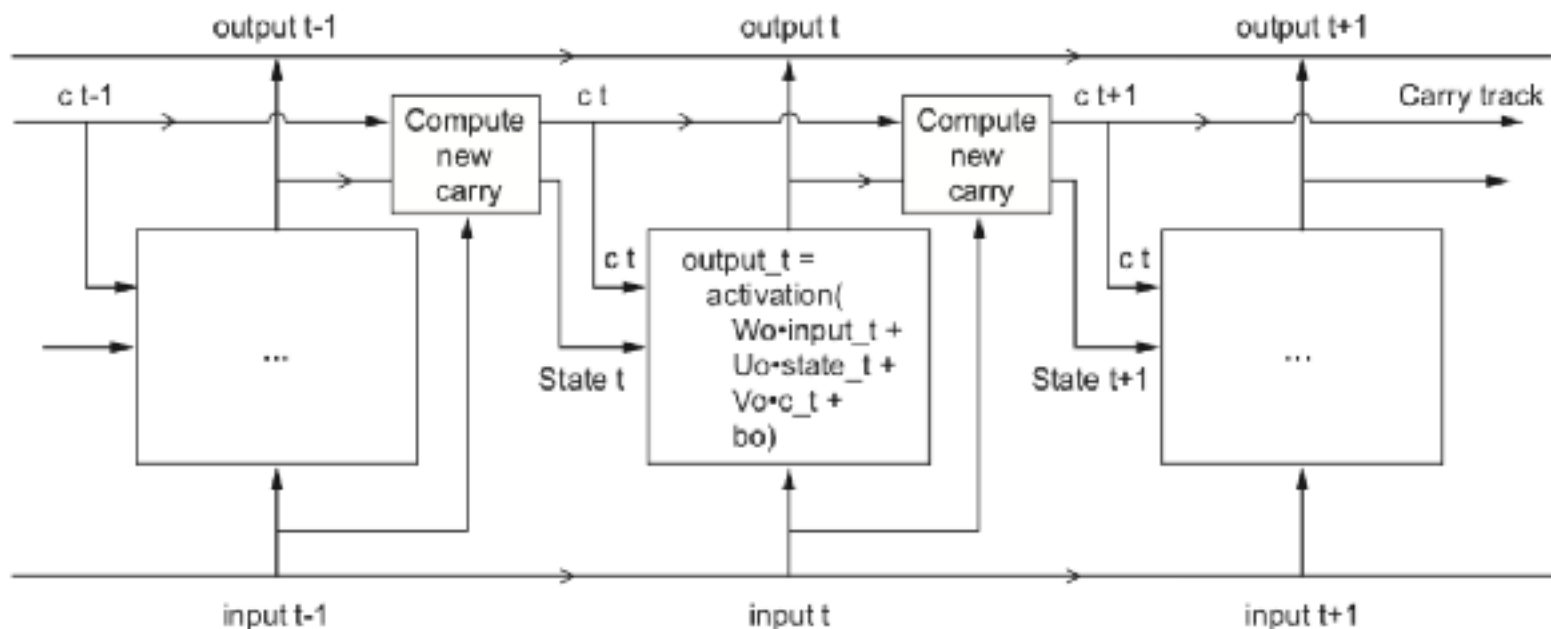 output t-1
output t
output t+1
c t-1
c t
c t+1
Carry track
Compute
new
carry
Compute
new
carry
c t
output_t =
activation(
Wo•input_t +
Uo•state_t +
Vo•c_t +
bo)
c t
...
...
State t
State t+1
input t-1
input t
input t+1